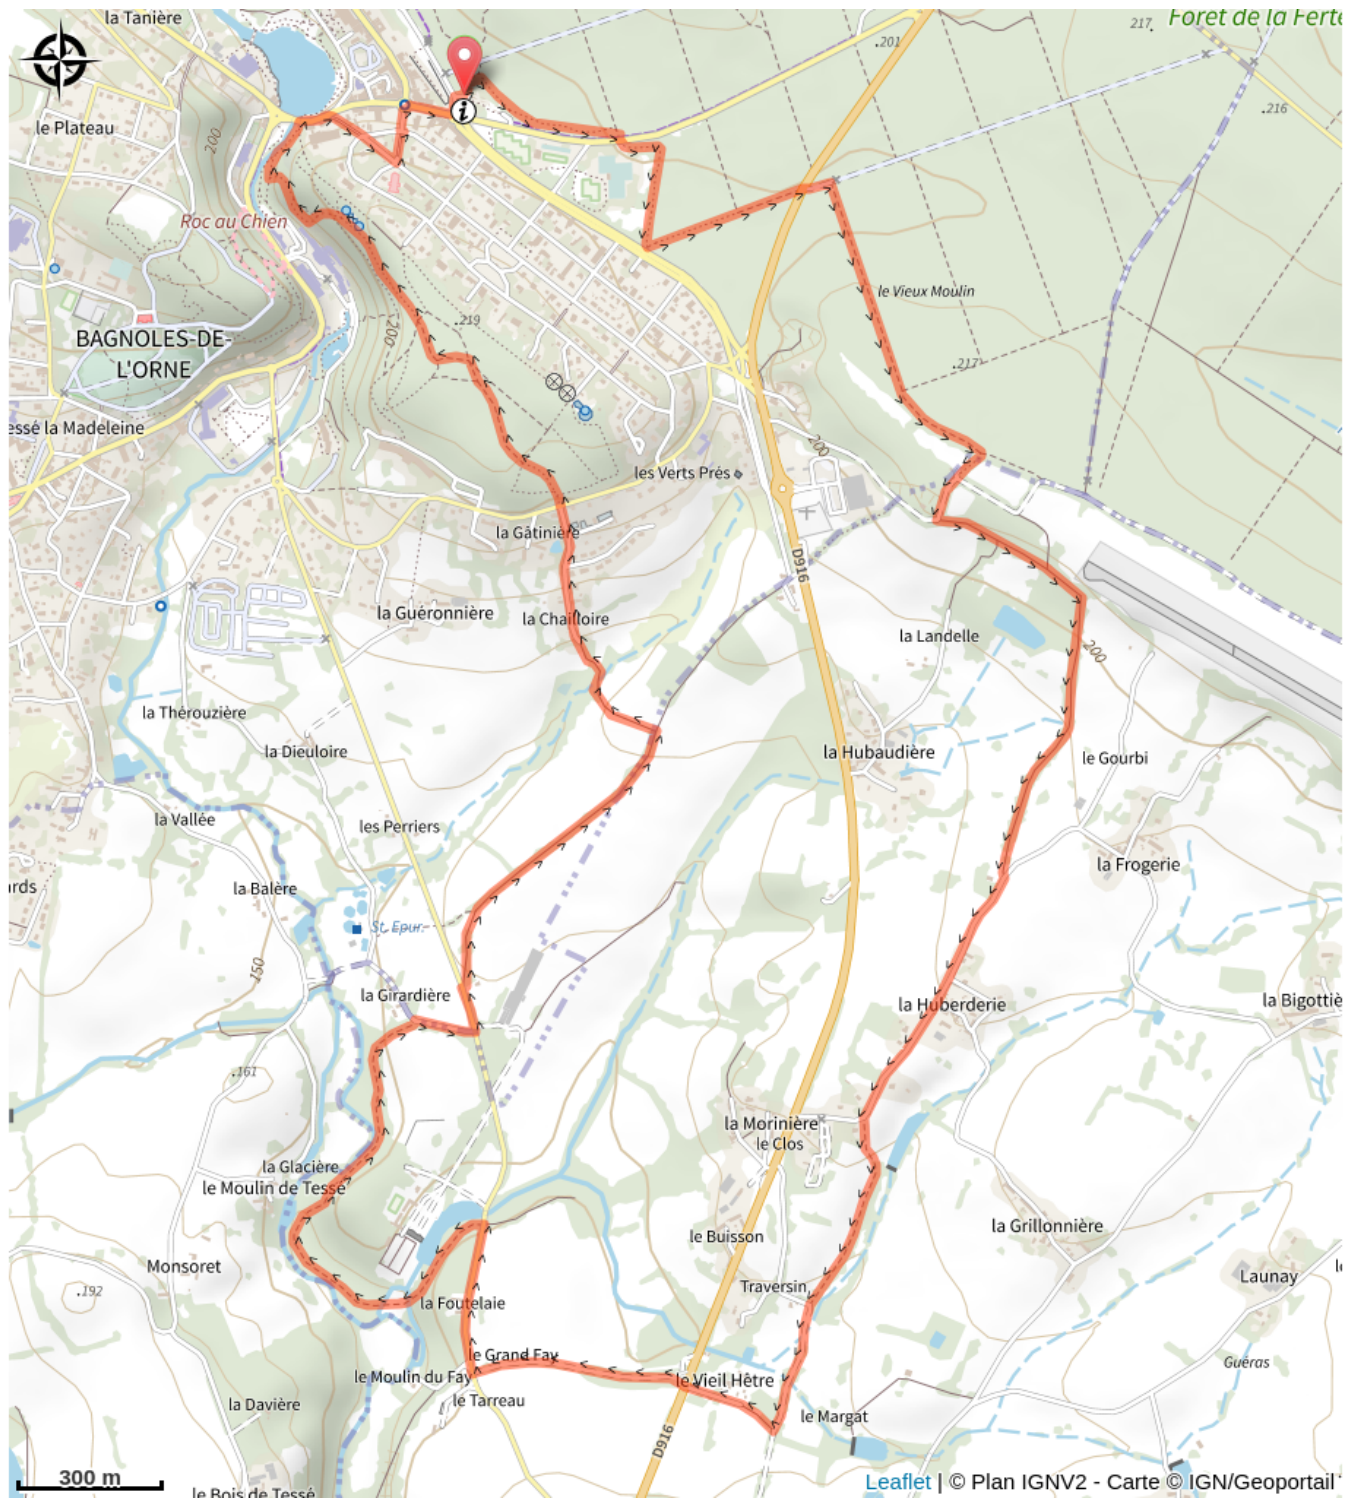 la Tanière
217
Foret de la Ferté
201
216
le Plateau
200
Roc au Chien
le Vieux Moulin
219
200
BAGNOLES-DE-
L'ORNE
217
essé la Madeleine
200
les Verts Prés
la Gâtinière
D916
la Guéronnière
la Chailloire
la Landelle
200
la Thérouzière
la Dieuloire
la Hubaudière
le Gourbi
la Vallée
les Perriers
la Frogerie
ards
la Balère
St. Epur.
150
la Girardière
la Huberderie
la Bigottiè
161
la Morinière
le Clos
la Glacière
le Moulin de Tessé
la Grillonnière
le Buisson
Monsoret
Launay
192
Traversin
la Foutelaie
le Grand Fay
Guéras
le Moulin du Fay
le Vieil Hêtre
la Davière
le Tarreau
le Margat
D916
300 m
Leaflet | © Plan IGNV2 - Carte © IGN/Geoportail
le Bois de Tessé